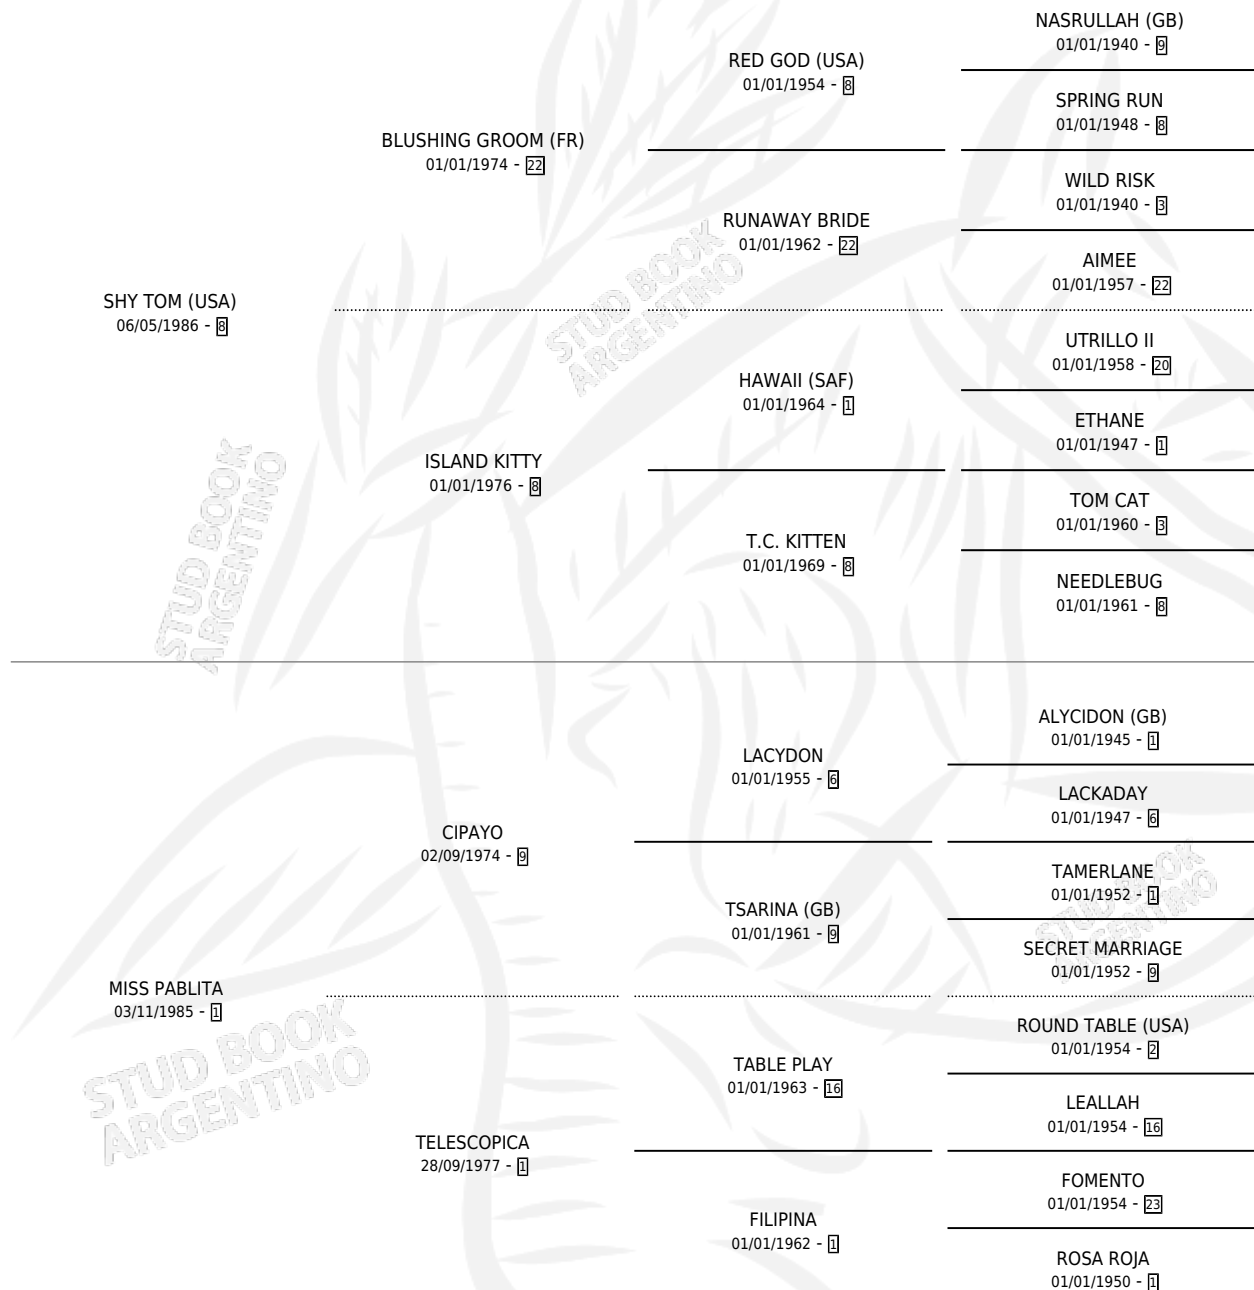 NASRULLAH (GB)
01/01/1940 - 9
RED GOD (USA)
01/01/1954 - 8
SPRING RUN
01/01/1948 - 8
BLUSHING GROOM (FR)
01/01/1974 - 22
WILD RISK
01/01/1940 - 3
RUNAWAY BRIDE
01/01/1962 - 22
AIMEE
01/01/1957 - 22
SHY TOM (USA)
06/05/1986 - 8
UTRILLO II
01/01/1958 - 20
HAWAII (SAF)
01/01/1964 - 1
ETHANE
01/01/1947 - 1
ISLAND KITTY
01/01/1976 - 8
TOM CAT
01/01/1960 - 3
T.C. KITTEN
01/01/1969 - 8
NEEDLEBUG
01/01/1961 - 8
ALYCIDON (GB)
01/01/1945 - 1
LACYDON
01/01/1955 - 6
LACKADAY
01/01/1947 - 6
CIPAYO
02/09/1974 - 9
TAMERLANE
01/01/1952 - 1
TSARINA (GB)
01/01/1961 - 9
SECRET MARRIAGE
01/01/1952 - 9
MISS PABLITA
03/11/1985 - 1
ROUND TABLE (USA)
01/01/1954 - 2
TABLE PLAY
01/01/1963 - 16
LEALLAH
01/01/1954 - 16
TELESCOPICA
28/09/1977 - 1
FOMENTO
01/01/1954 - 23
FILIPINA
01/01/1962 - 1
ROSA ROJA
01/01/1950 - 1
STUD BOOK
ARGENTINO
STUD BOOK
ARGENTINO
STUD BOOK
ARGENTINO
STUD BOOK
ARGENTINO